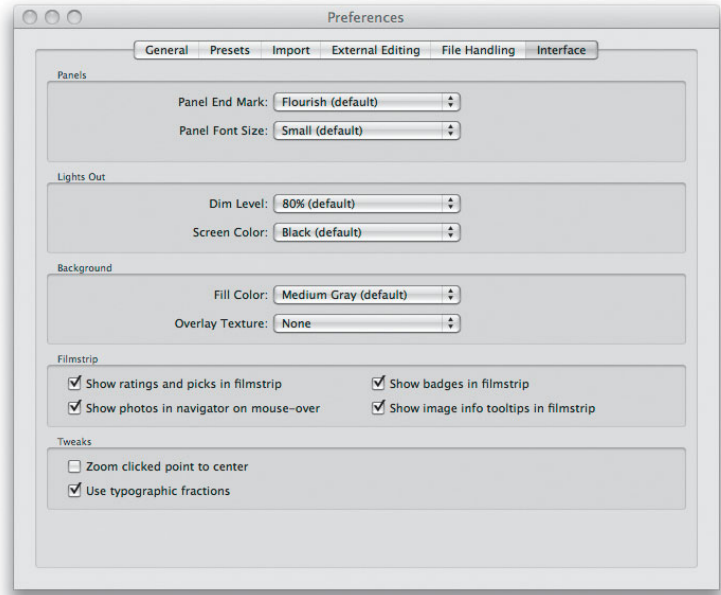 Preferences
General Presets Import External Editing File Handling Interface
Panels
Panel End Mark: Flourish (default)
Panel Font Size: Small (default)
Lights Out
Dim Level: 80% (default)
Screen Color: Black (default)
Background
Fill Color: Medium Gray (default)
Overlay Texture: None
Filmstrip
Show ratings and picks in filmstrip Show badges in filmstrip
Show photos in navigator on mouse-over Show image info tooltips in filmstrip
Tweaks
Zoom clicked point to center
Use typographic fractions